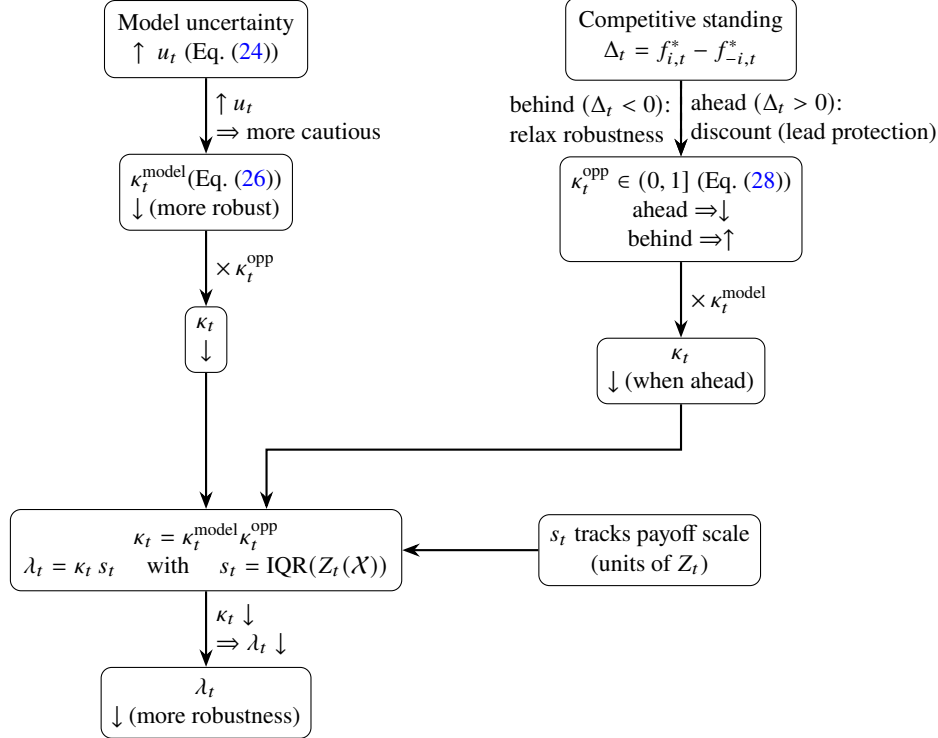 Model uncertainty
↑ u_t (Eq. (24))
↑ u_t
⇒ more cautious
κ_t^model (Eq. (26))
↓ (more robust)
× κ_t^opp
κ_t
↓
Competitive standing
Δ_t = f*_{i,t} − f*_{−i,t}
behind (Δ_t < 0):
relax robustness
ahead (Δ_t > 0):
discount (lead protection)
κ_t^opp ∈ (0, 1] (Eq. (28))
ahead ⇒↓
behind ⇒↑
× κ_t^model
κ_t
↓ (when ahead)
κ_t = κ_t^model κ_t^opp
λ_t = κ_t s_t with s_t = IQR(Z_t(𝒳))
s_t tracks payoff scale
(units of Z_t)
κ_t ↓
⇒ λ_t ↓
λ_t
↓ (more robustness)